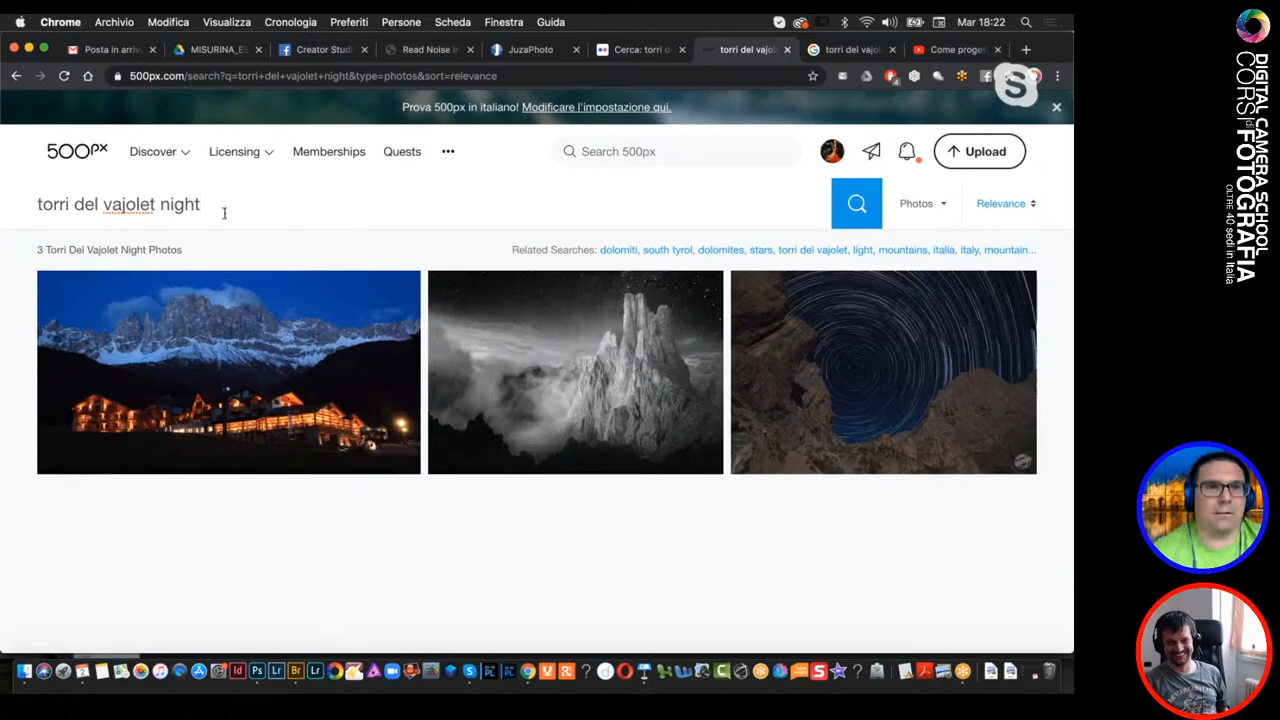 Chrome Archivio Modifica Visualizza Cronologia Preferiti Persone Scheda Finestra Guida Mar 18:22
Posta in arriv MISURINA_ES Creator Studi Read Noise in JuzaPhoto Cerca: torri d torri del vajol torri del vajol Come proget
500px.com/search?q=torri+del+vajolet+night&type=photos&sort=relevance
Prova 500px in italiano! Modificare l'impostazione qui.
500px Discover Licensing Memberships Quests Search 500px Upload
torri del vajolet night Photos Relevance
3 Torri Del Vajolet Night Photos Related Searches: dolomiti, south tyrol, dolomites, stars, torri del vajolet, light, mountains, italia, italy, mountain...
DIGITAL CAMERA SCHOOL
CORSI di FOTOGRAFIA
OLTRE 40 sedi in Italia